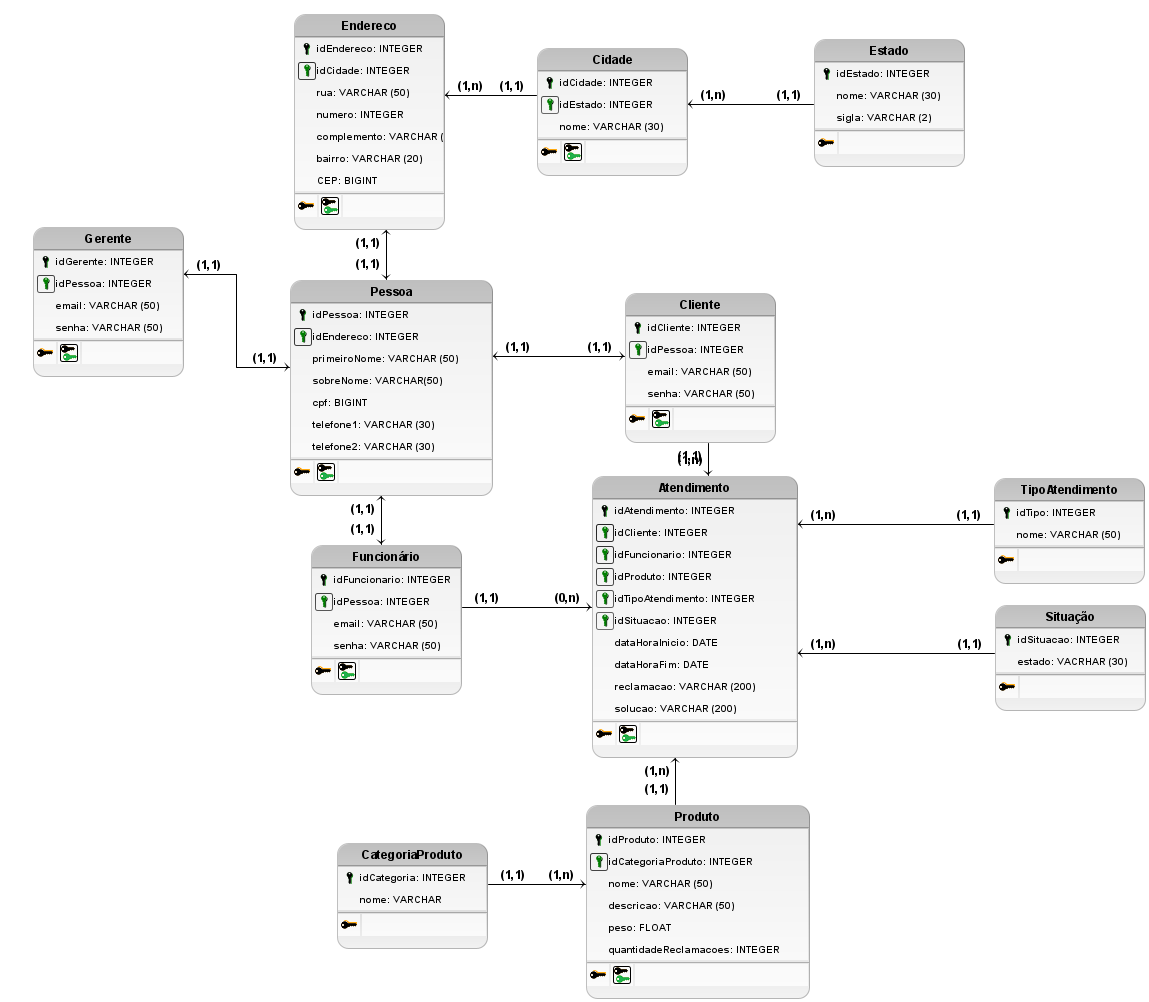 Endereco
idEndereco: INTEGER
idCidade: INTEGER
rua: VARCHAR (50)
numero: INTEGER
complemento: VARCHAR (
bairro: VARCHAR (20)
CEP: BIGINT
(1,n) (1,1)
Cidade
idCidade: INTEGER
idEstado: INTEGER
nome: VARCHAR (30)
(1,n) (1,1)
Estado
idEstado: INTEGER
nome: VARCHAR (30)
sigla: VARCHAR (2)
(1,1)
(1,1)
Gerente
idGerente: INTEGER
idPessoa: INTEGER
email: VARCHAR (50)
senha: VARCHAR (50)
(1,1)
(1,1)
Pessoa
idPessoa: INTEGER
idEndereco: INTEGER
primeiroNome: VARCHAR (50)
sobreNome: VARCHAR(50)
cpf: BIGINT
telefone1: VARCHAR (30)
telefone2: VARCHAR (30)
(1,1) (1,1)
Cliente
idCliente: INTEGER
idPessoa: INTEGER
email: VARCHAR (50)
senha: VARCHAR (50)
(1,1)
(1,n)
(1,1)
(1,1)
Funcionário
idFuncionario: INTEGER
idPessoa: INTEGER
email: VARCHAR (50)
senha: VARCHAR (50)
(1,1) (0,n)
Atendimento
idAtendimento: INTEGER
idCliente: INTEGER
idFuncionario: INTEGER
idProduto: INTEGER
idTipoAtendimento: INTEGER
idSituacao: INTEGER
dataHoraInicio: DATE
dataHoraFim: DATE
reclamacao: VARCHAR (200)
solucao: VARCHAR (200)
(1,n) (1,1)
TipoAtendimento
idTipo: INTEGER
nome: VARCHAR (50)
(1,n) (1,1)
Situação
idSituacao: INTEGER
estado: VACRHAR (30)
(1,n)
(1,1)
CategoriaProduto
idCategoria: INTEGER
nome: VARCHAR
(1,1) (1,n)
Produto
idProduto: INTEGER
idCategoriaProduto: INTEGER
nome: VARCHAR (50)
descricao: VARCHAR (50)
peso: FLOAT
quantidadeReclamacoes: INTEGER